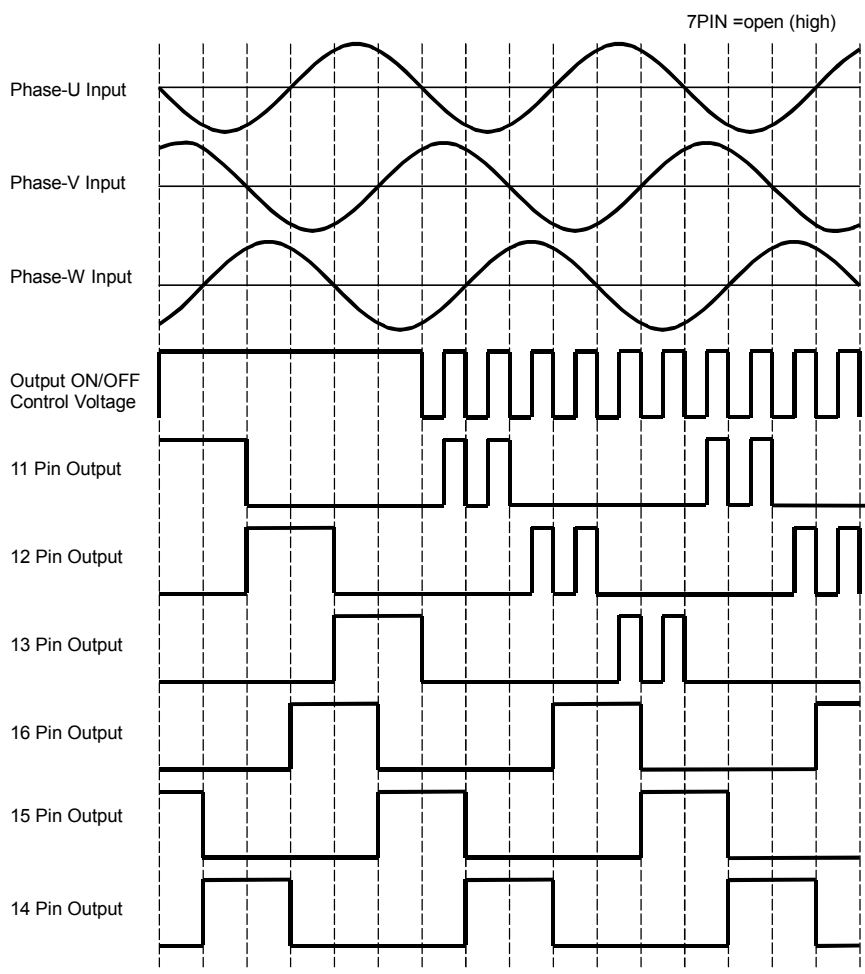 7PIN =open (high)
Phase-U Input
Phase-V Input
Phase-W Input
Output ON/OFF
Control Voltage
11 Pin Output
12 Pin Output
13 Pin Output
16 Pin Output
15 Pin Output
14 Pin Output